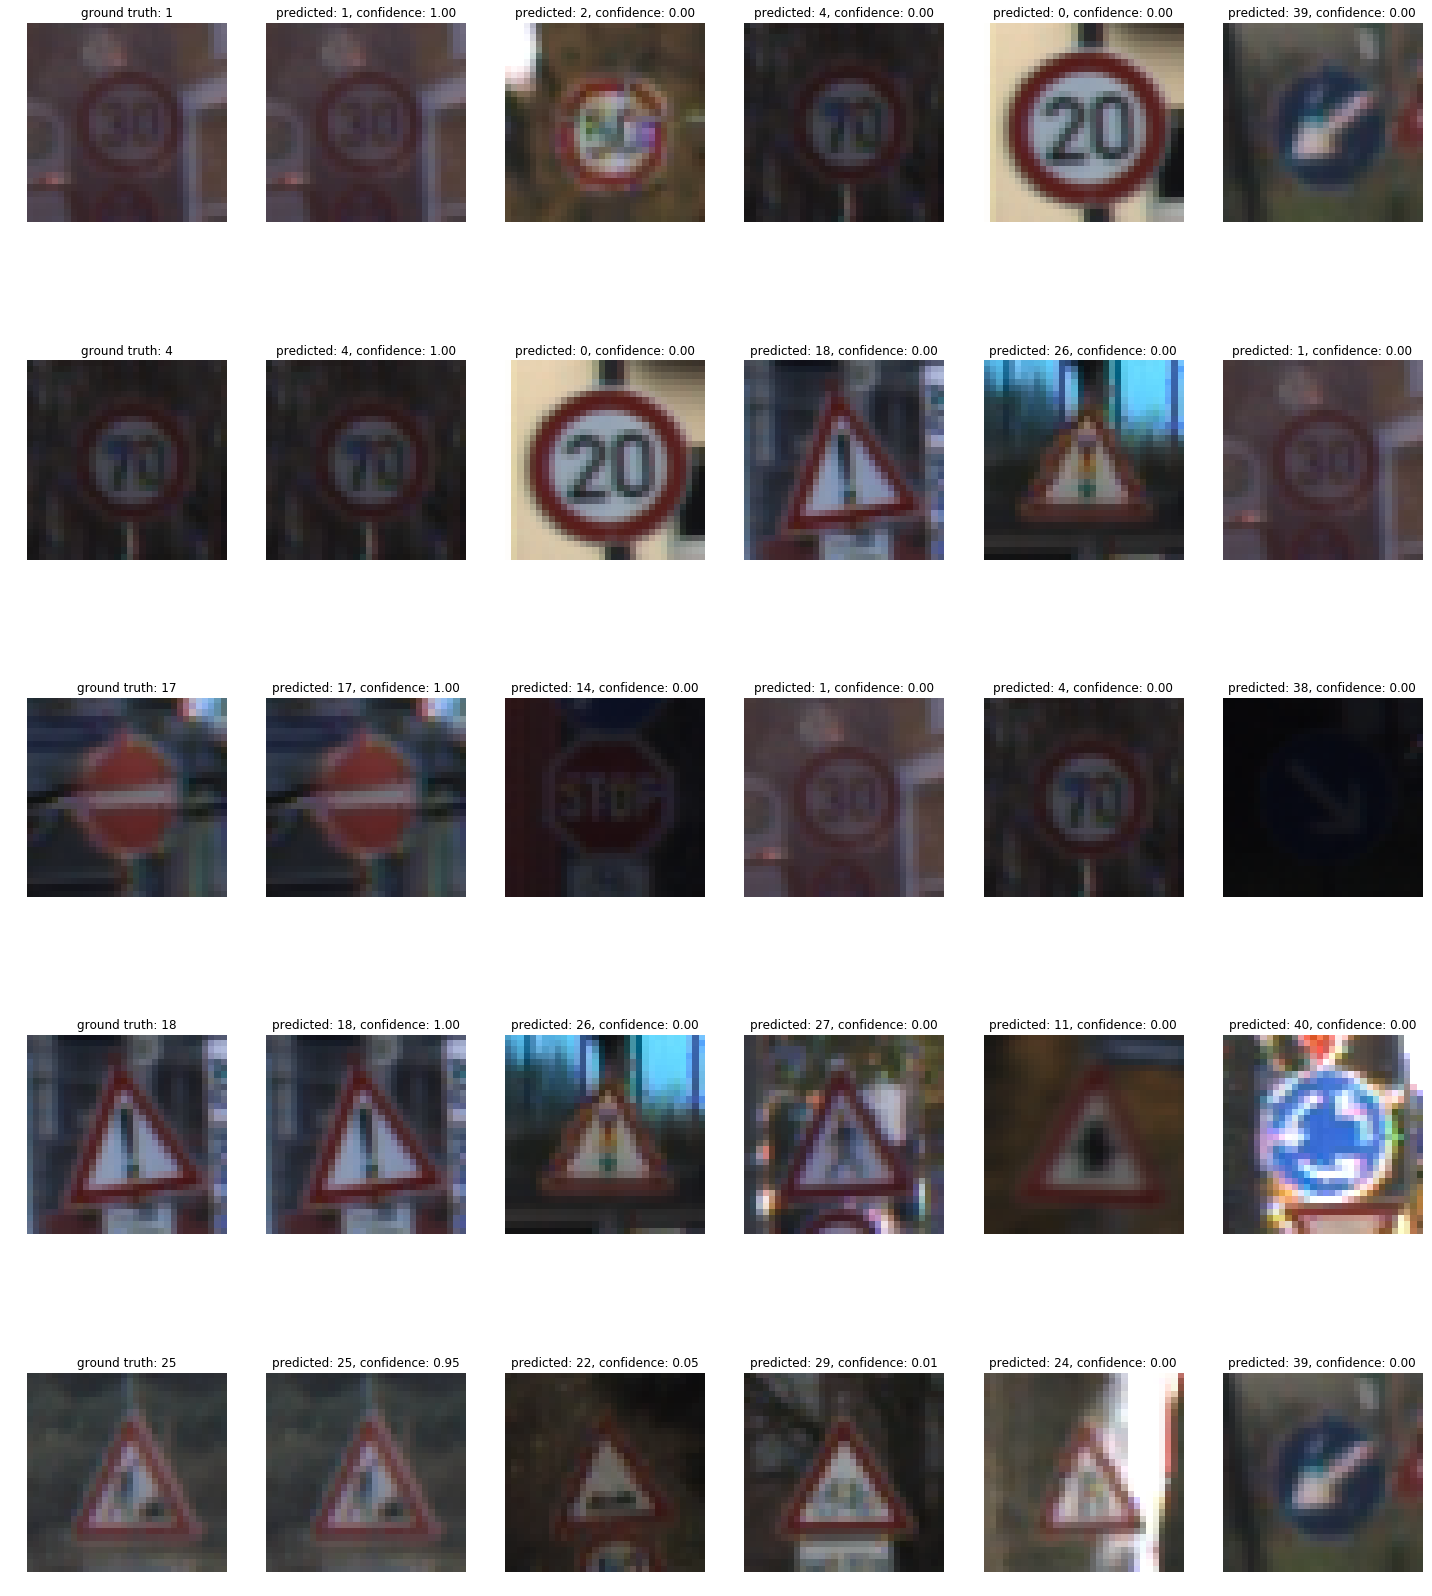 ground truth: 1
predicted: 1, confidence: 1.00
predicted: 2, confidence: 0.00
predicted: 4, confidence: 0.00
predicted: 0, confidence: 0.00
predicted: 39, confidence: 0.00
30
30
70
20
ground truth: 4
predicted: 4, confidence: 1.00
predicted: 0, confidence: 0.00
predicted: 18, confidence: 0.00
predicted: 26, confidence: 0.00
predicted: 1, confidence: 0.00
70
70
20
30
ground truth: 17
predicted: 17, confidence: 1.00
predicted: 14, confidence: 0.00
predicted: 1, confidence: 0.00
predicted: 4, confidence: 0.00
predicted: 38, confidence: 0.00
STOP
30
70
ground truth: 18
predicted: 18, confidence: 1.00
predicted: 26, confidence: 0.00
predicted: 27, confidence: 0.00
predicted: 11, confidence: 0.00
predicted: 40, confidence: 0.00
ground truth: 25
predicted: 25, confidence: 0.95
predicted: 22, confidence: 0.05
predicted: 29, confidence: 0.01
predicted: 24, confidence: 0.00
predicted: 39, confidence: 0.00